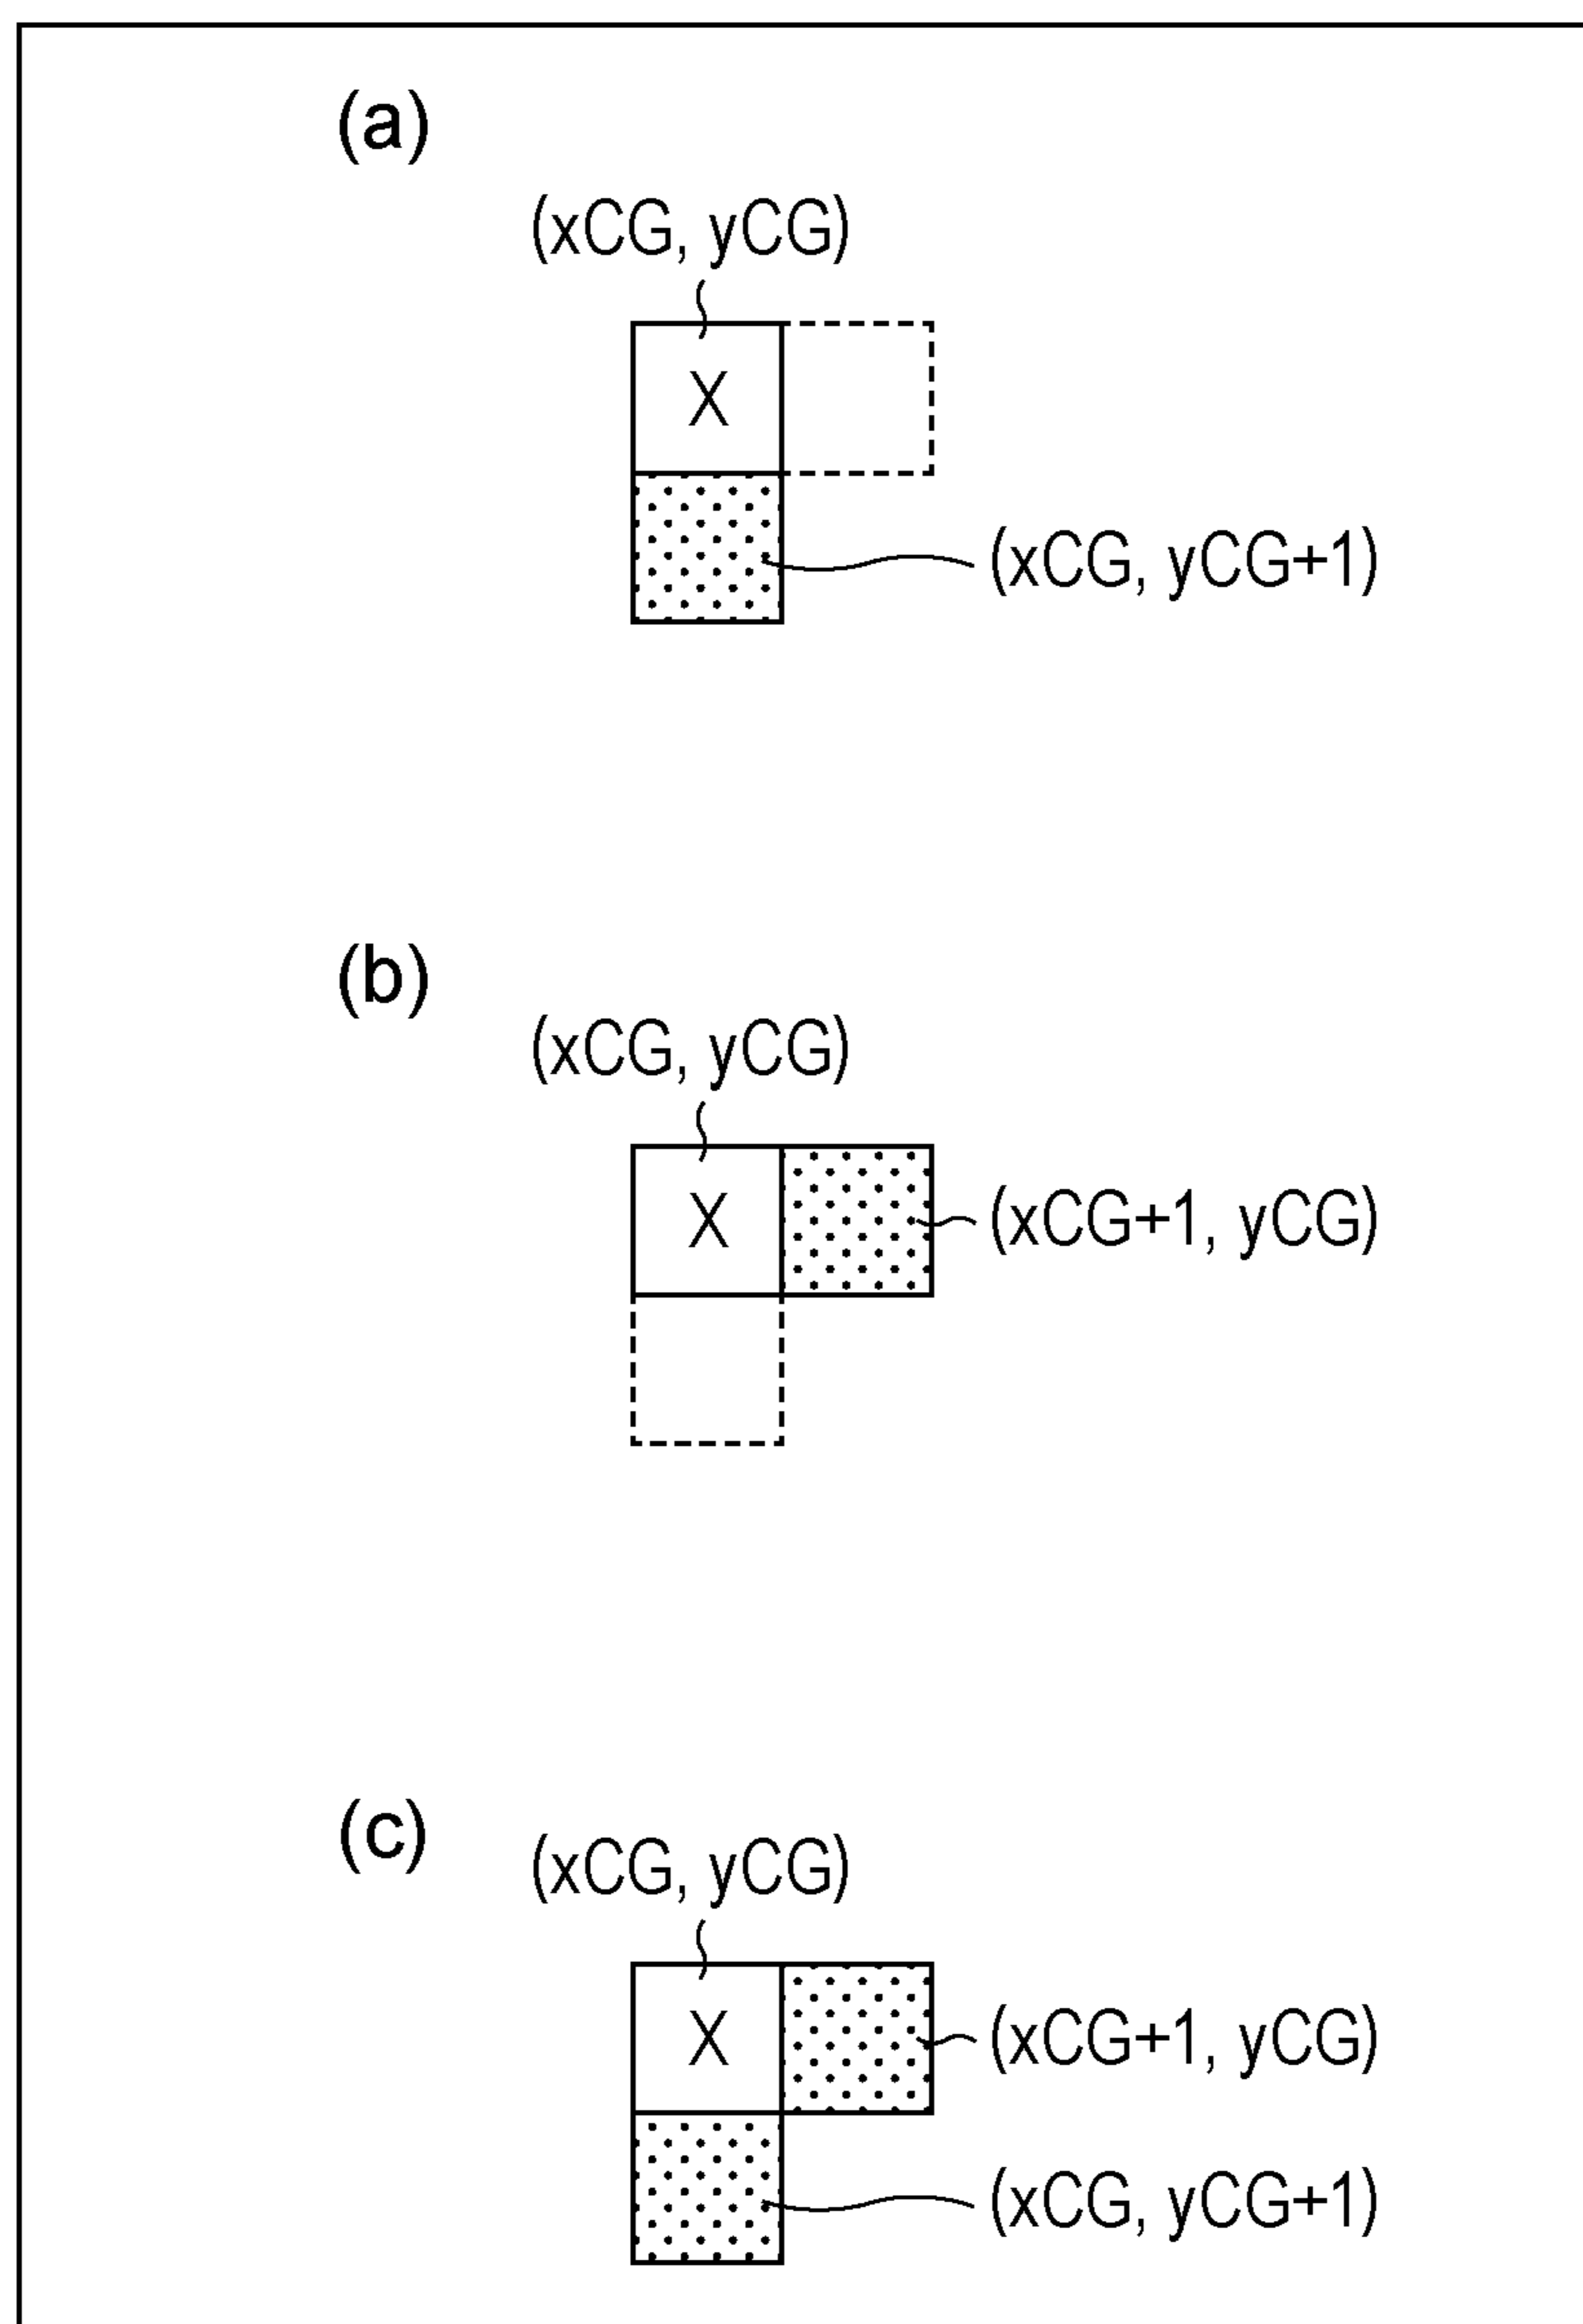 (a)
(xCG, yCG)
X
(xCG, yCG+1)
(b)
(xCG, yCG)
X
(xCG+1, yCG)
(c)
(xCG, yCG)
X
(xCG+1, yCG)
(xCG, yCG+1)